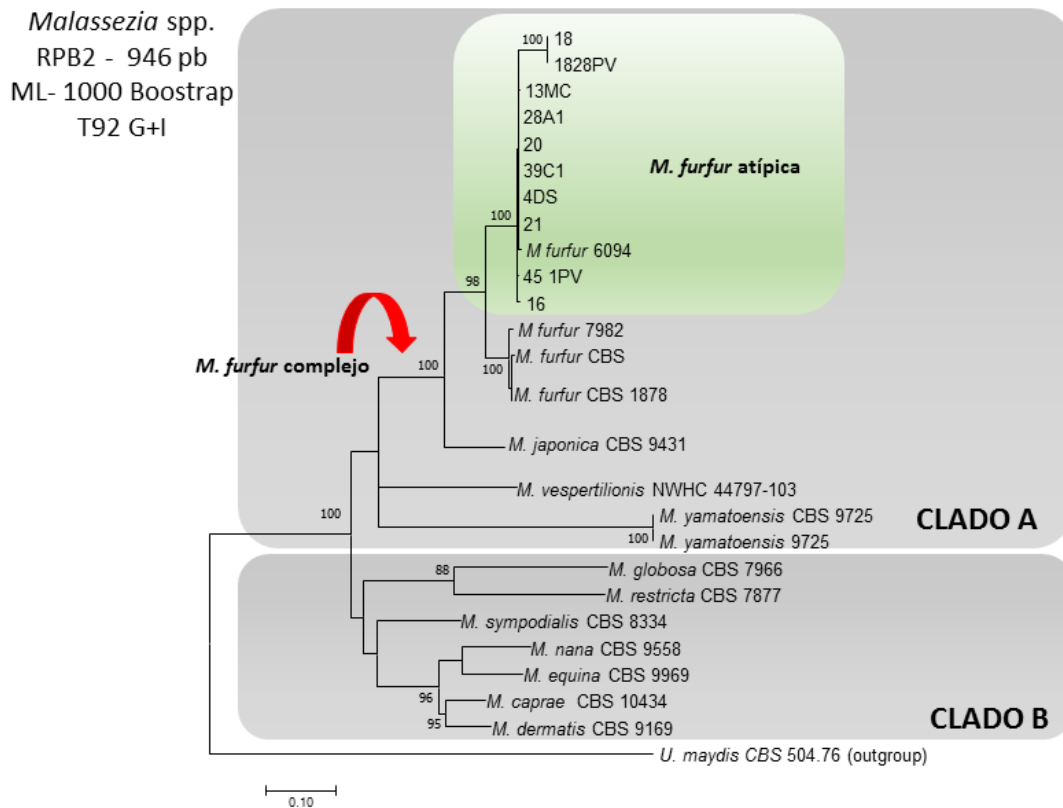 Malassezia spp.
RPB2 - 946 pb
ML- 1000 Boostrap
T92 G+I
100
18
1828PV
13MC
28A1
20
39C1
4DS
21
M furfur 6094
45 1PV
16
M. furfur atípica
100
98
M furfur 7982
M. furfur CBS
M. furfur CBS 1878
100
M. furfur complejo
100
M. japonica CBS 9431
M. vespertilionis NWHC 44797-103
M. yamatoensis CBS 9725
M. yamatoensis 9725
100
CLADO A
100
88
M. globosa CBS 7966
M. restricta CBS 7877
M. sympodialis CBS 8334
M. nana CBS 9558
M. equina CBS 9969
96
M. caprae CBS 10434
95
M. dermatis CBS 9169
CLADO B
U. maydis CBS 504.76 (outgroup)
0.10